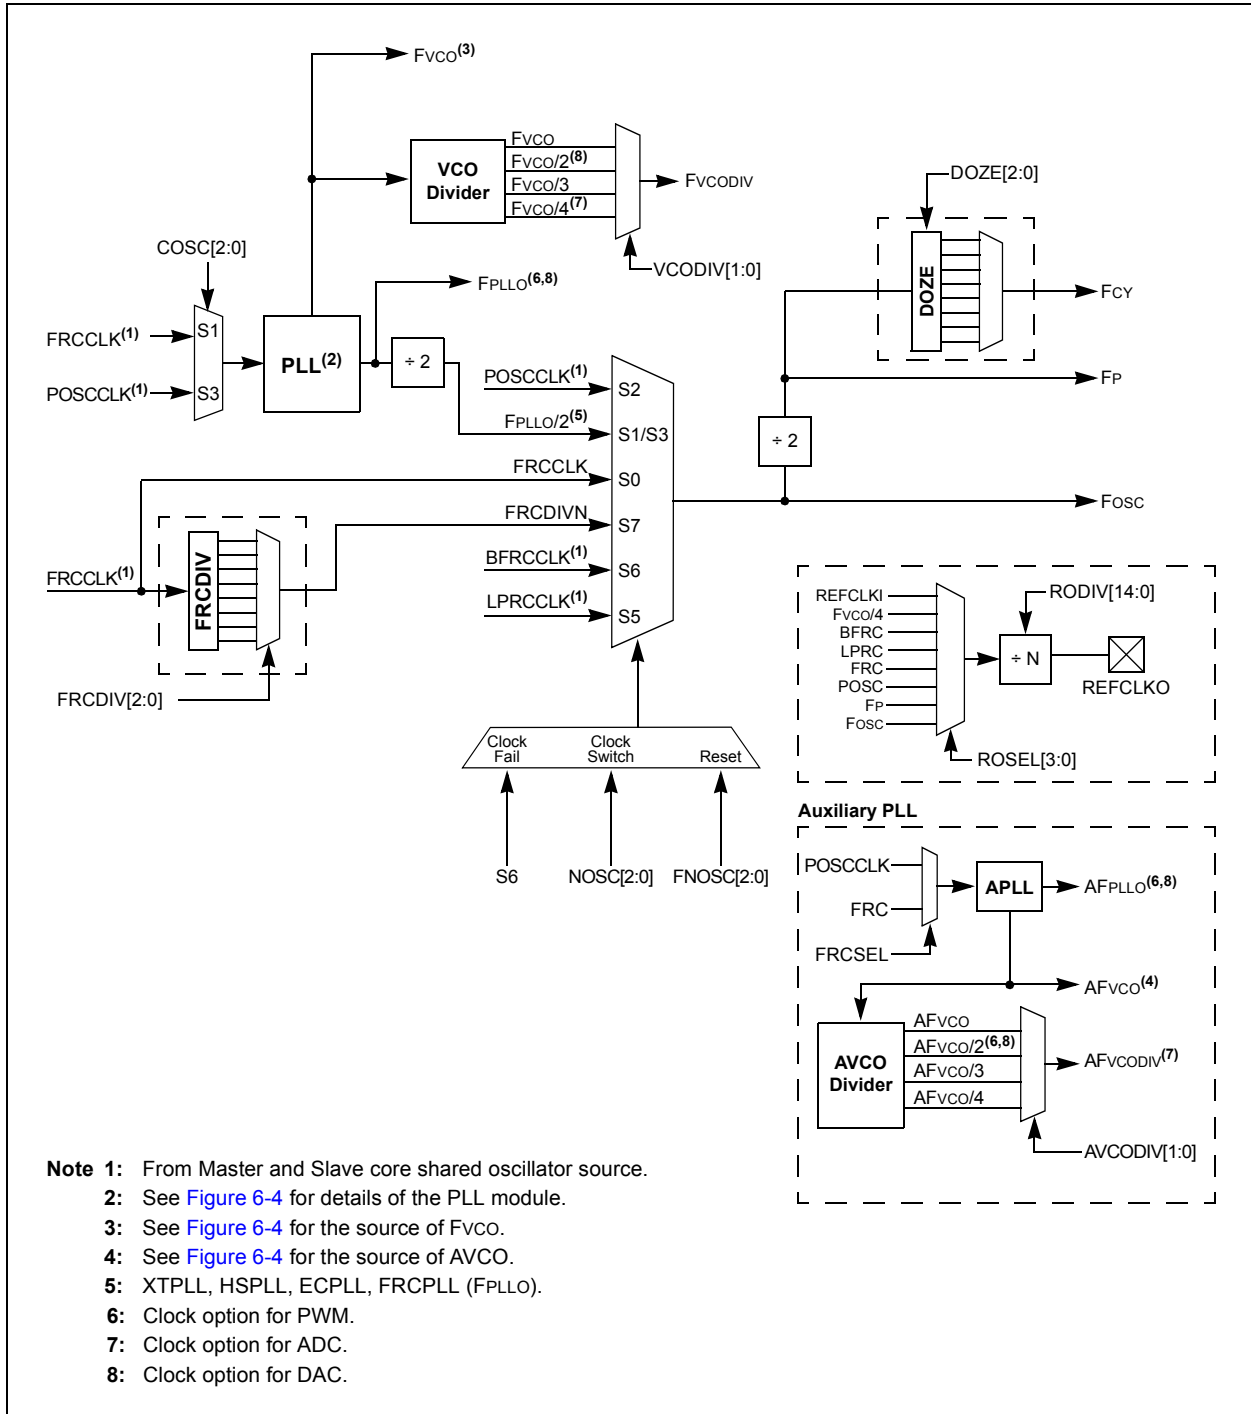 FVCO(3)
VCO
Divider
FVCO
FVCO/2(8)
FVCO/3
FVCO/4(7)
FVCODIV
VCODIV[1:0]
DOZE[2:0]
DOZE
FCY
COSC[2:0]
FPLLO(6,8)
FRCCLK(1)
S1
POSCCLK(1)
S3
PLL(2)
÷ 2
FP
POSCCLK(1)
S2
FPLLO/2(5)
S1/S3
÷ 2
FRCCLK
S0
FOSC
FRCDIVN
S7
BFRCCLK(1)
S6
LPRCCLK(1)
S5
FRCCLK(1)
FRCDIV
FRCDIV[2:0]
Clock
Fail
Clock
Switch
Reset
S6
NOSC[2:0]
FNOSC[2:0]
REFCLKI
FVCO/4
BFRC
LPRC
FRC
POSC
FP
FOSC
RODIV[14:0]
÷ N
REFCLKO
ROSEL[3:0]
Auxiliary PLL
POSCCLK
FRC
FRCSEL
APLL
AFPLLO(6,8)
AFVCO(4)
AVCO
Divider
AFVCO
AFVCO/2(6,8)
AFVCO/3
AFVCO/4
AFVCODIV(7)
AVCODIV[1:0]
Note 1: From Master and Slave core shared oscillator source.
2: See Figure 6-4 for details of the PLL module.
3: See Figure 6-4 for the source of FVCO.
4: See Figure 6-4 for the source of AVCO.
5: XTPLL, HSPLL, ECPLL, FRCPLL (FPLLO).
6: Clock option for PWM.
7: Clock option for ADC.
8: Clock option for DAC.